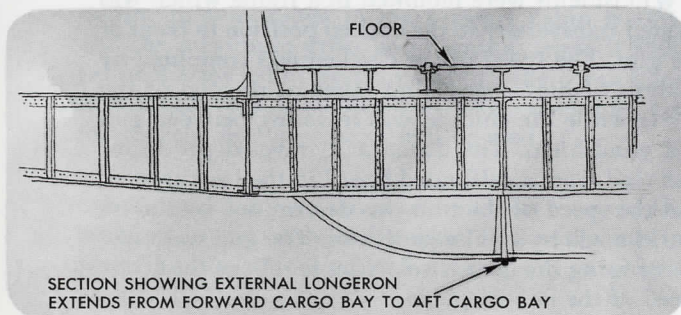 FLOOR
SECTION SHOWING EXTERNAL LONGERON
EXTENDS FROM FORWARD CARGO BAY TO AFT CARGO BAY